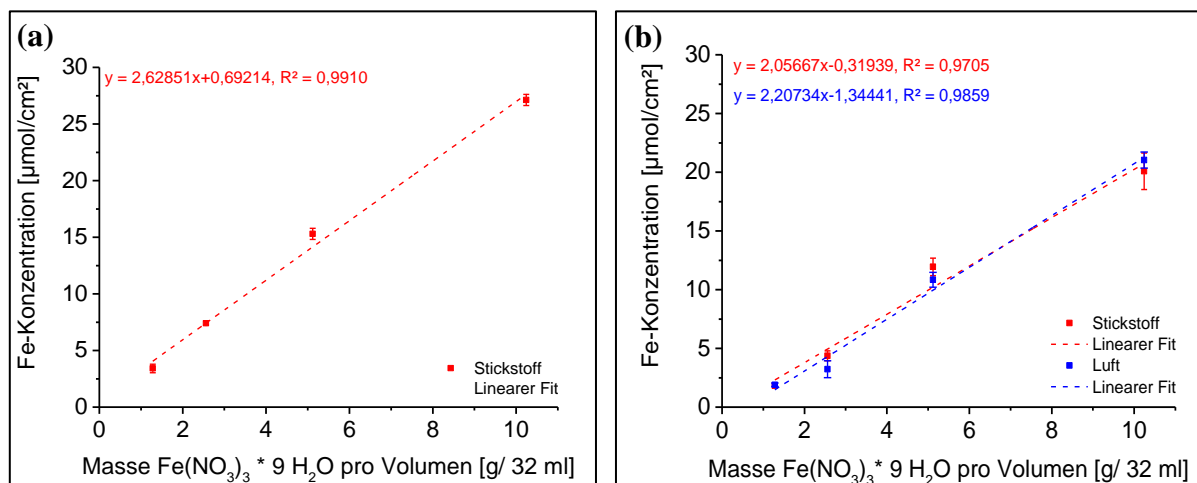 (a)
y = 2,62851x+0,69214, R² = 0,9910
Fe-Konzentration [µmol/cm²]
30
25
20
15
10
5
0
0 2 4 6 8 10
Stickstoff
Linearer Fit
Masse Fe(NO₃)₃ * 9 H₂O pro Volumen [g/ 32 ml]
(b)
y = 2,05667x-0,31939, R² = 0,9705
y = 2,20734x-1,34441, R² = 0,9859
Fe-Konzentration [µmol/cm²]
30
25
20
15
10
5
0
0 2 4 6 8 10
Stickstoff
Linearer Fit
Luft
Linearer Fit
Masse Fe(NO₃)₃* 9 H₂O pro Volumen [g/ 32 ml]